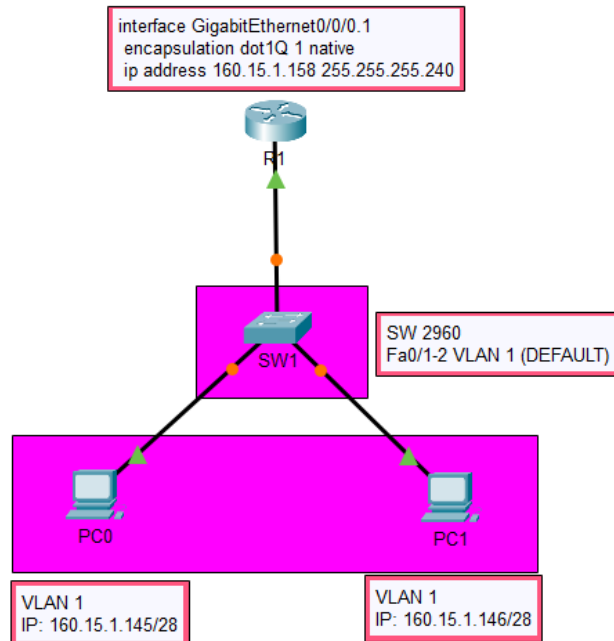 interface GigabitEthernet0/0/0.1
encapsulation dot1Q 1 native
ip address 160.15.1.158 255.255.255.240
R1
SW1
SW 2960
Fa0/1-2 VLAN 1 (DEFAULT)
PC0
PC1
VLAN 1
IP: 160.15.1.145/28
VLAN 1
IP: 160.15.1.146/28